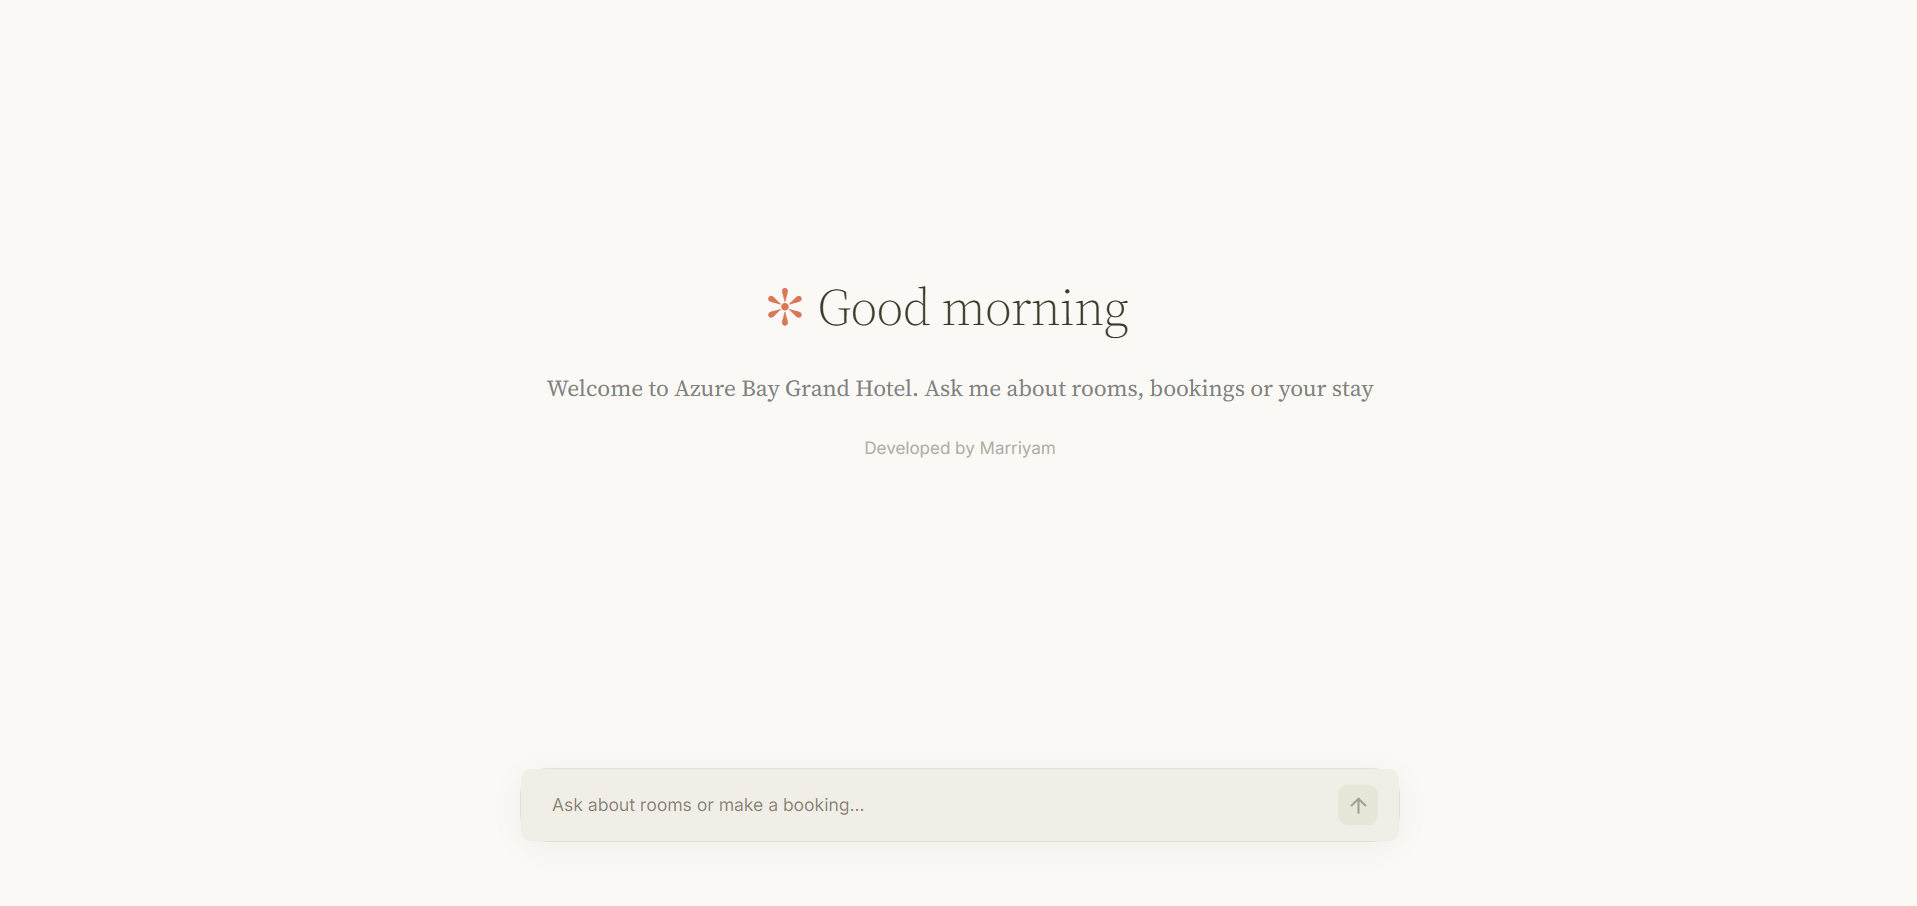 Good morning
Welcome to Azure Bay Grand Hotel. Ask me about rooms, bookings or your stay
Developed by Marriyam
Ask about rooms or make a booking...